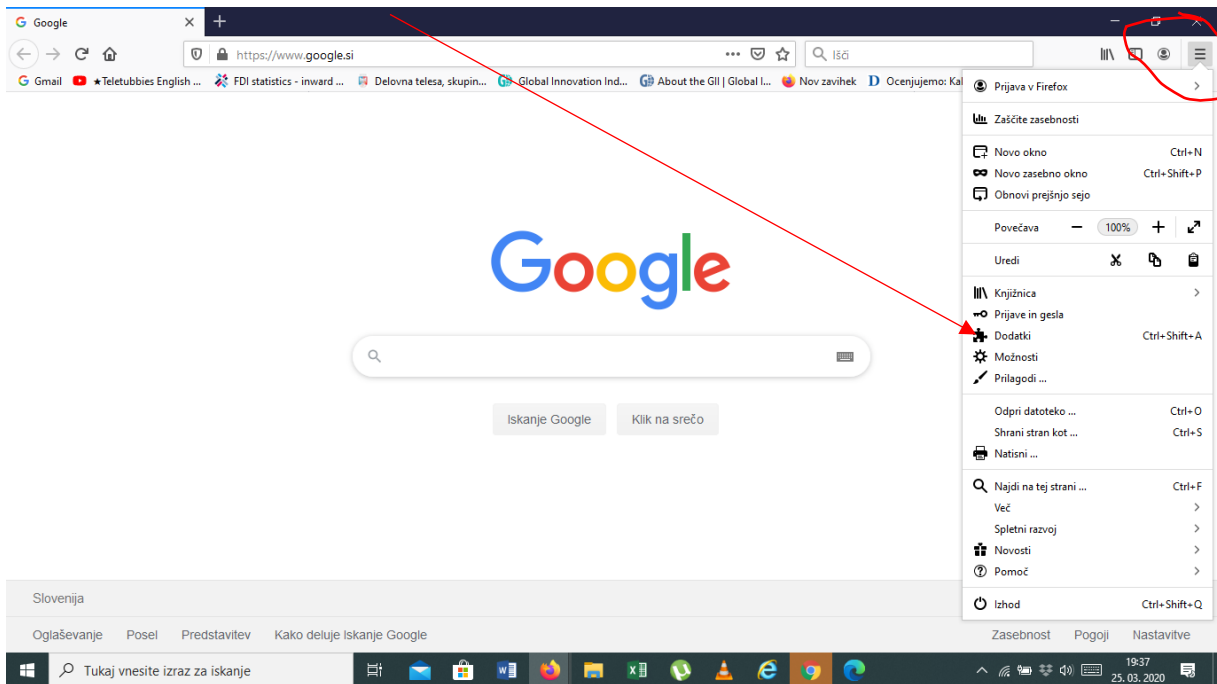 Google
https://www.google.si
Išči
Gmail
★Teletubbies English ...
FDI statistics - inward ...
Delovna telesa, skupin...
Global Innovation Ind...
About the GII | Global I...
Nov zavihek
Ocenjujemo: Kal
Prijava v Firefox
Zaščite zasebnosti
Novo okno Ctrl+N
Novo zasebno okno Ctrl+Shift+P
Obnovi prejšnjo sejo
Povečava 100%
Uredi
Knjižnica
Prijave in gesla
Dodatki Ctrl+Shift+A
Možnosti
Prilagodi ...
Odpri datoteko ... Ctrl+O
Shrani stran kot ... Ctrl+S
Natisni ...
Najdi na tej strani ... Ctrl+F
Več
Spletni razvoj
Novosti
Pomoč
Izhod Ctrl+Shift+Q
Google
Iskanje Google
Klik na srečo
Slovenija
Oglaševanje Posel Predstavitev Kako deluje Iskanje Google
Zasebnost Pogoji Nastavitve
Tukaj vnesite izraz za iskanje
19:37
25. 03. 2020